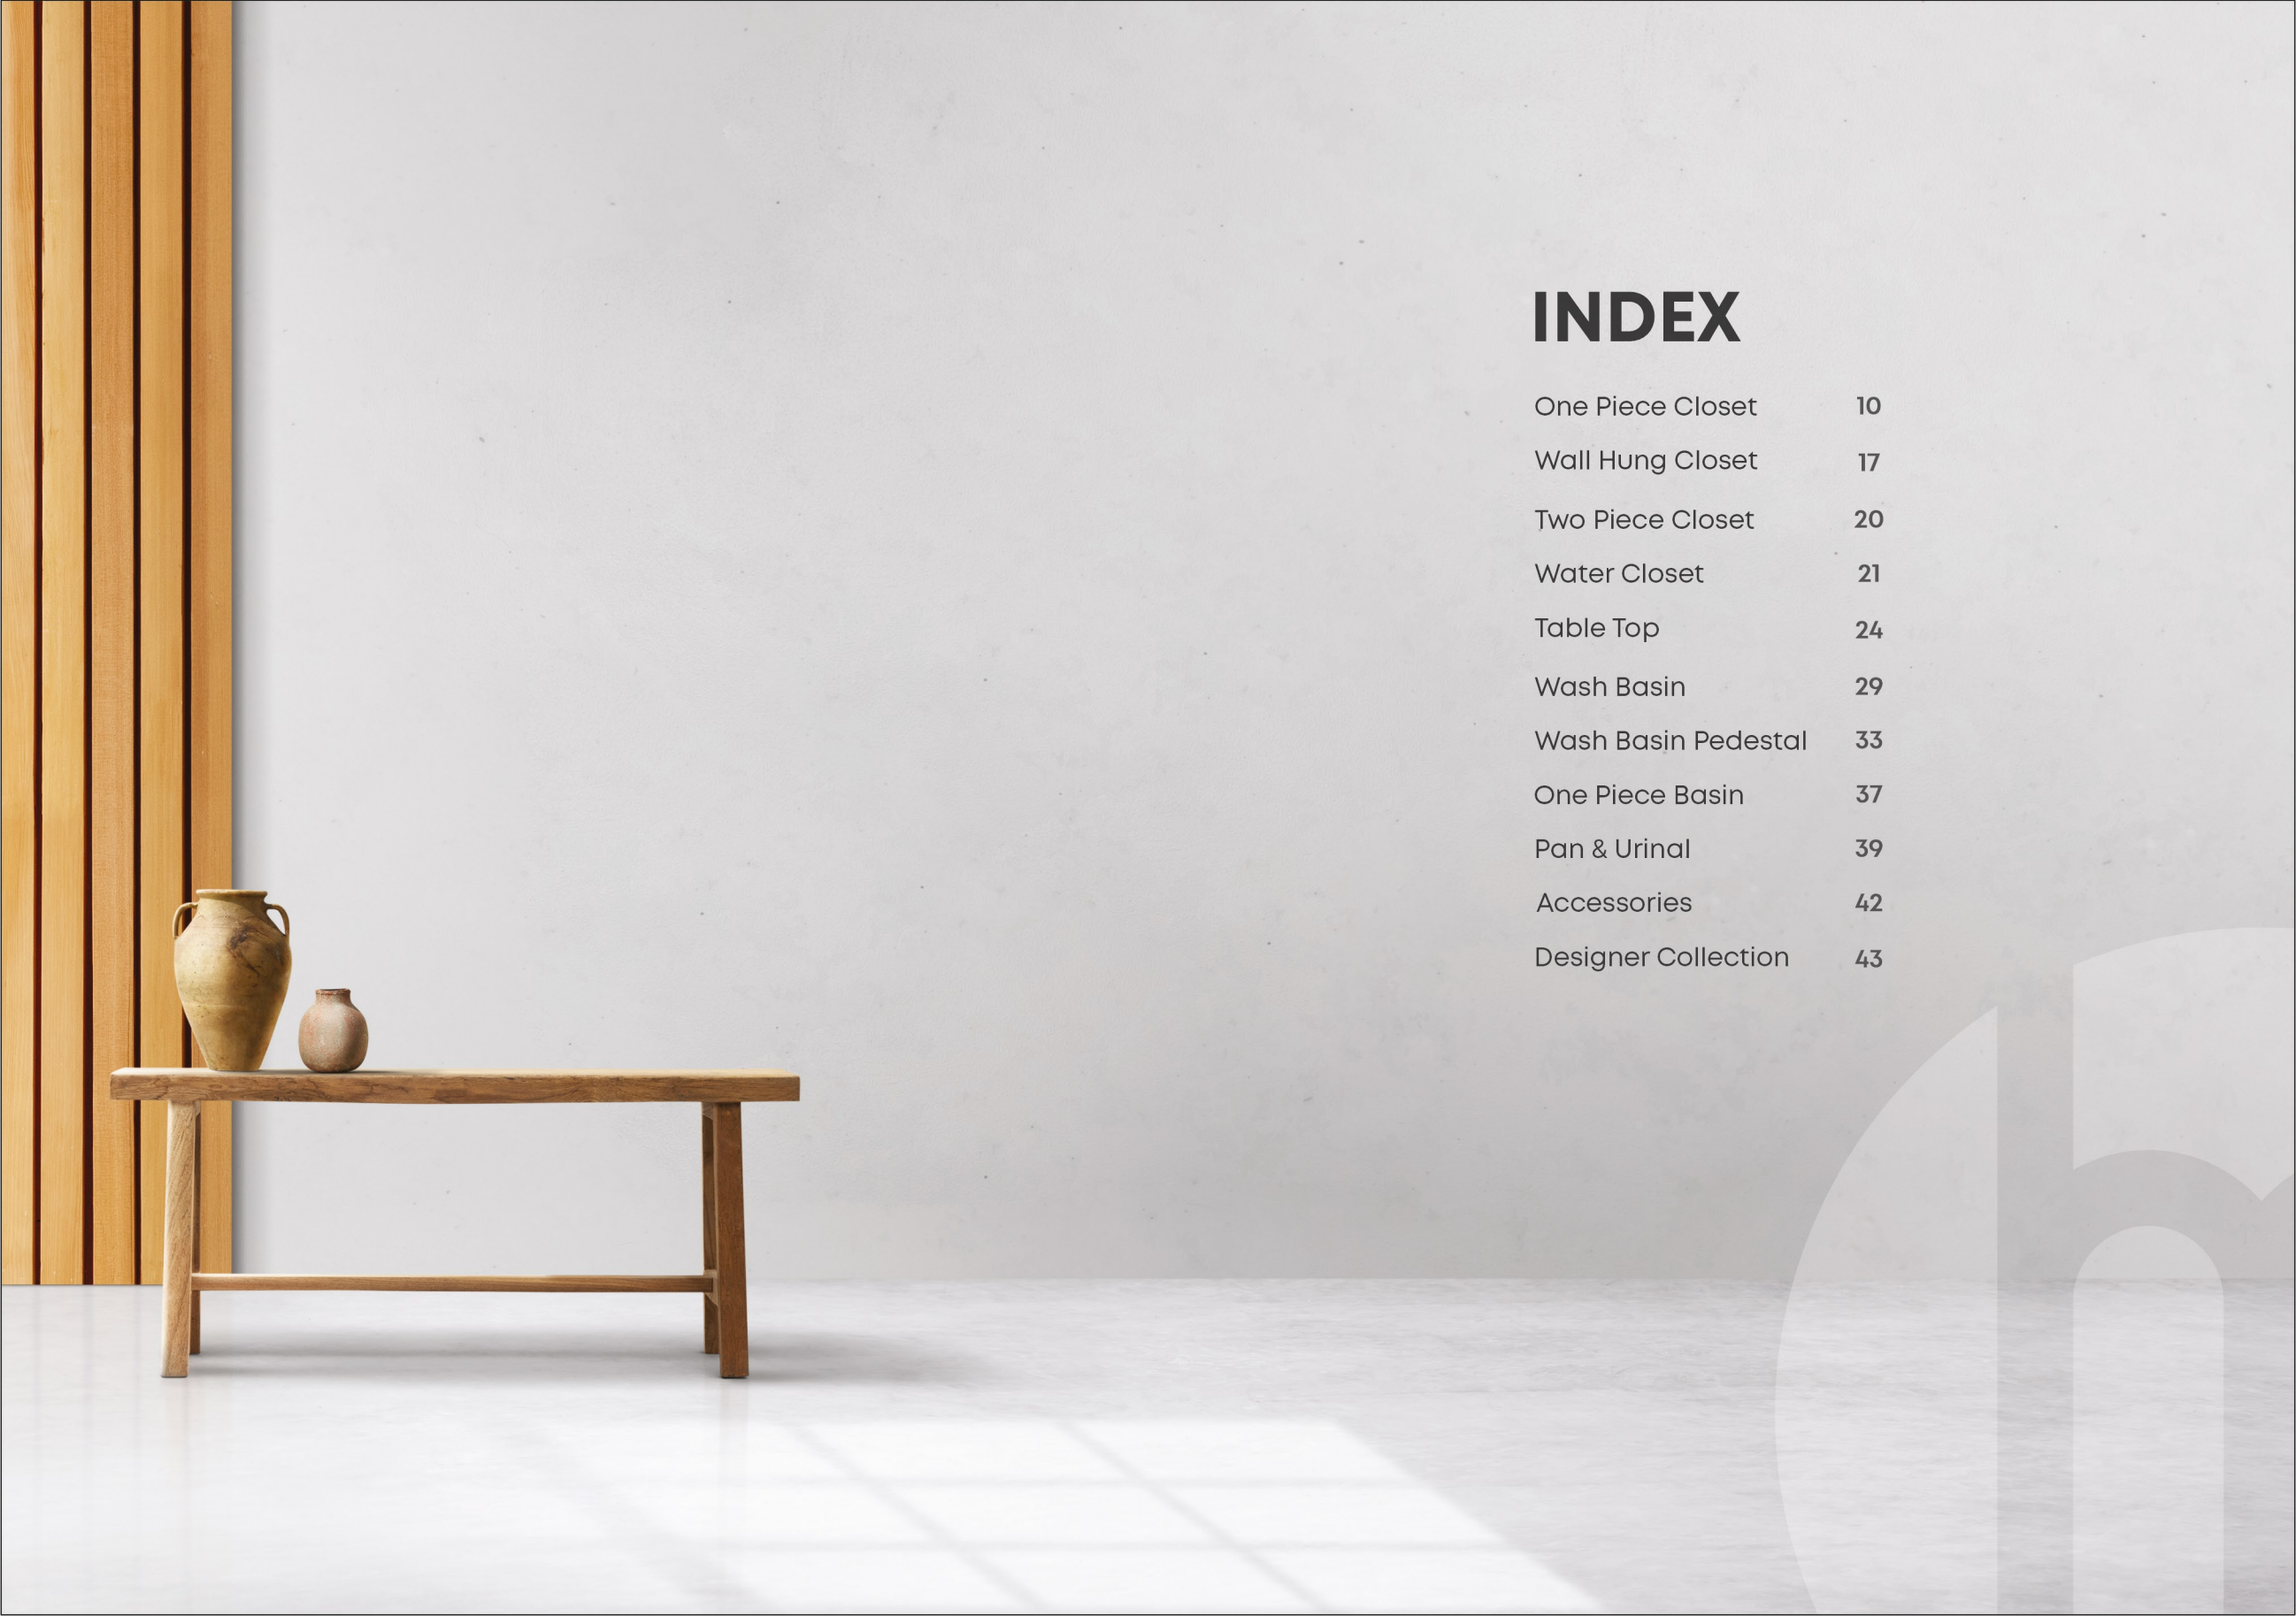 INDEX
One Piece Closet 10
Wall Hung Closet 17
Two Piece Closet 20
Water Closet 21
Table Top 24
Wash Basin 29
Wash Basin Pedestal 33
One Piece Basin 37
Pan & Urinal 39
Accessories 42
Designer Collection 43